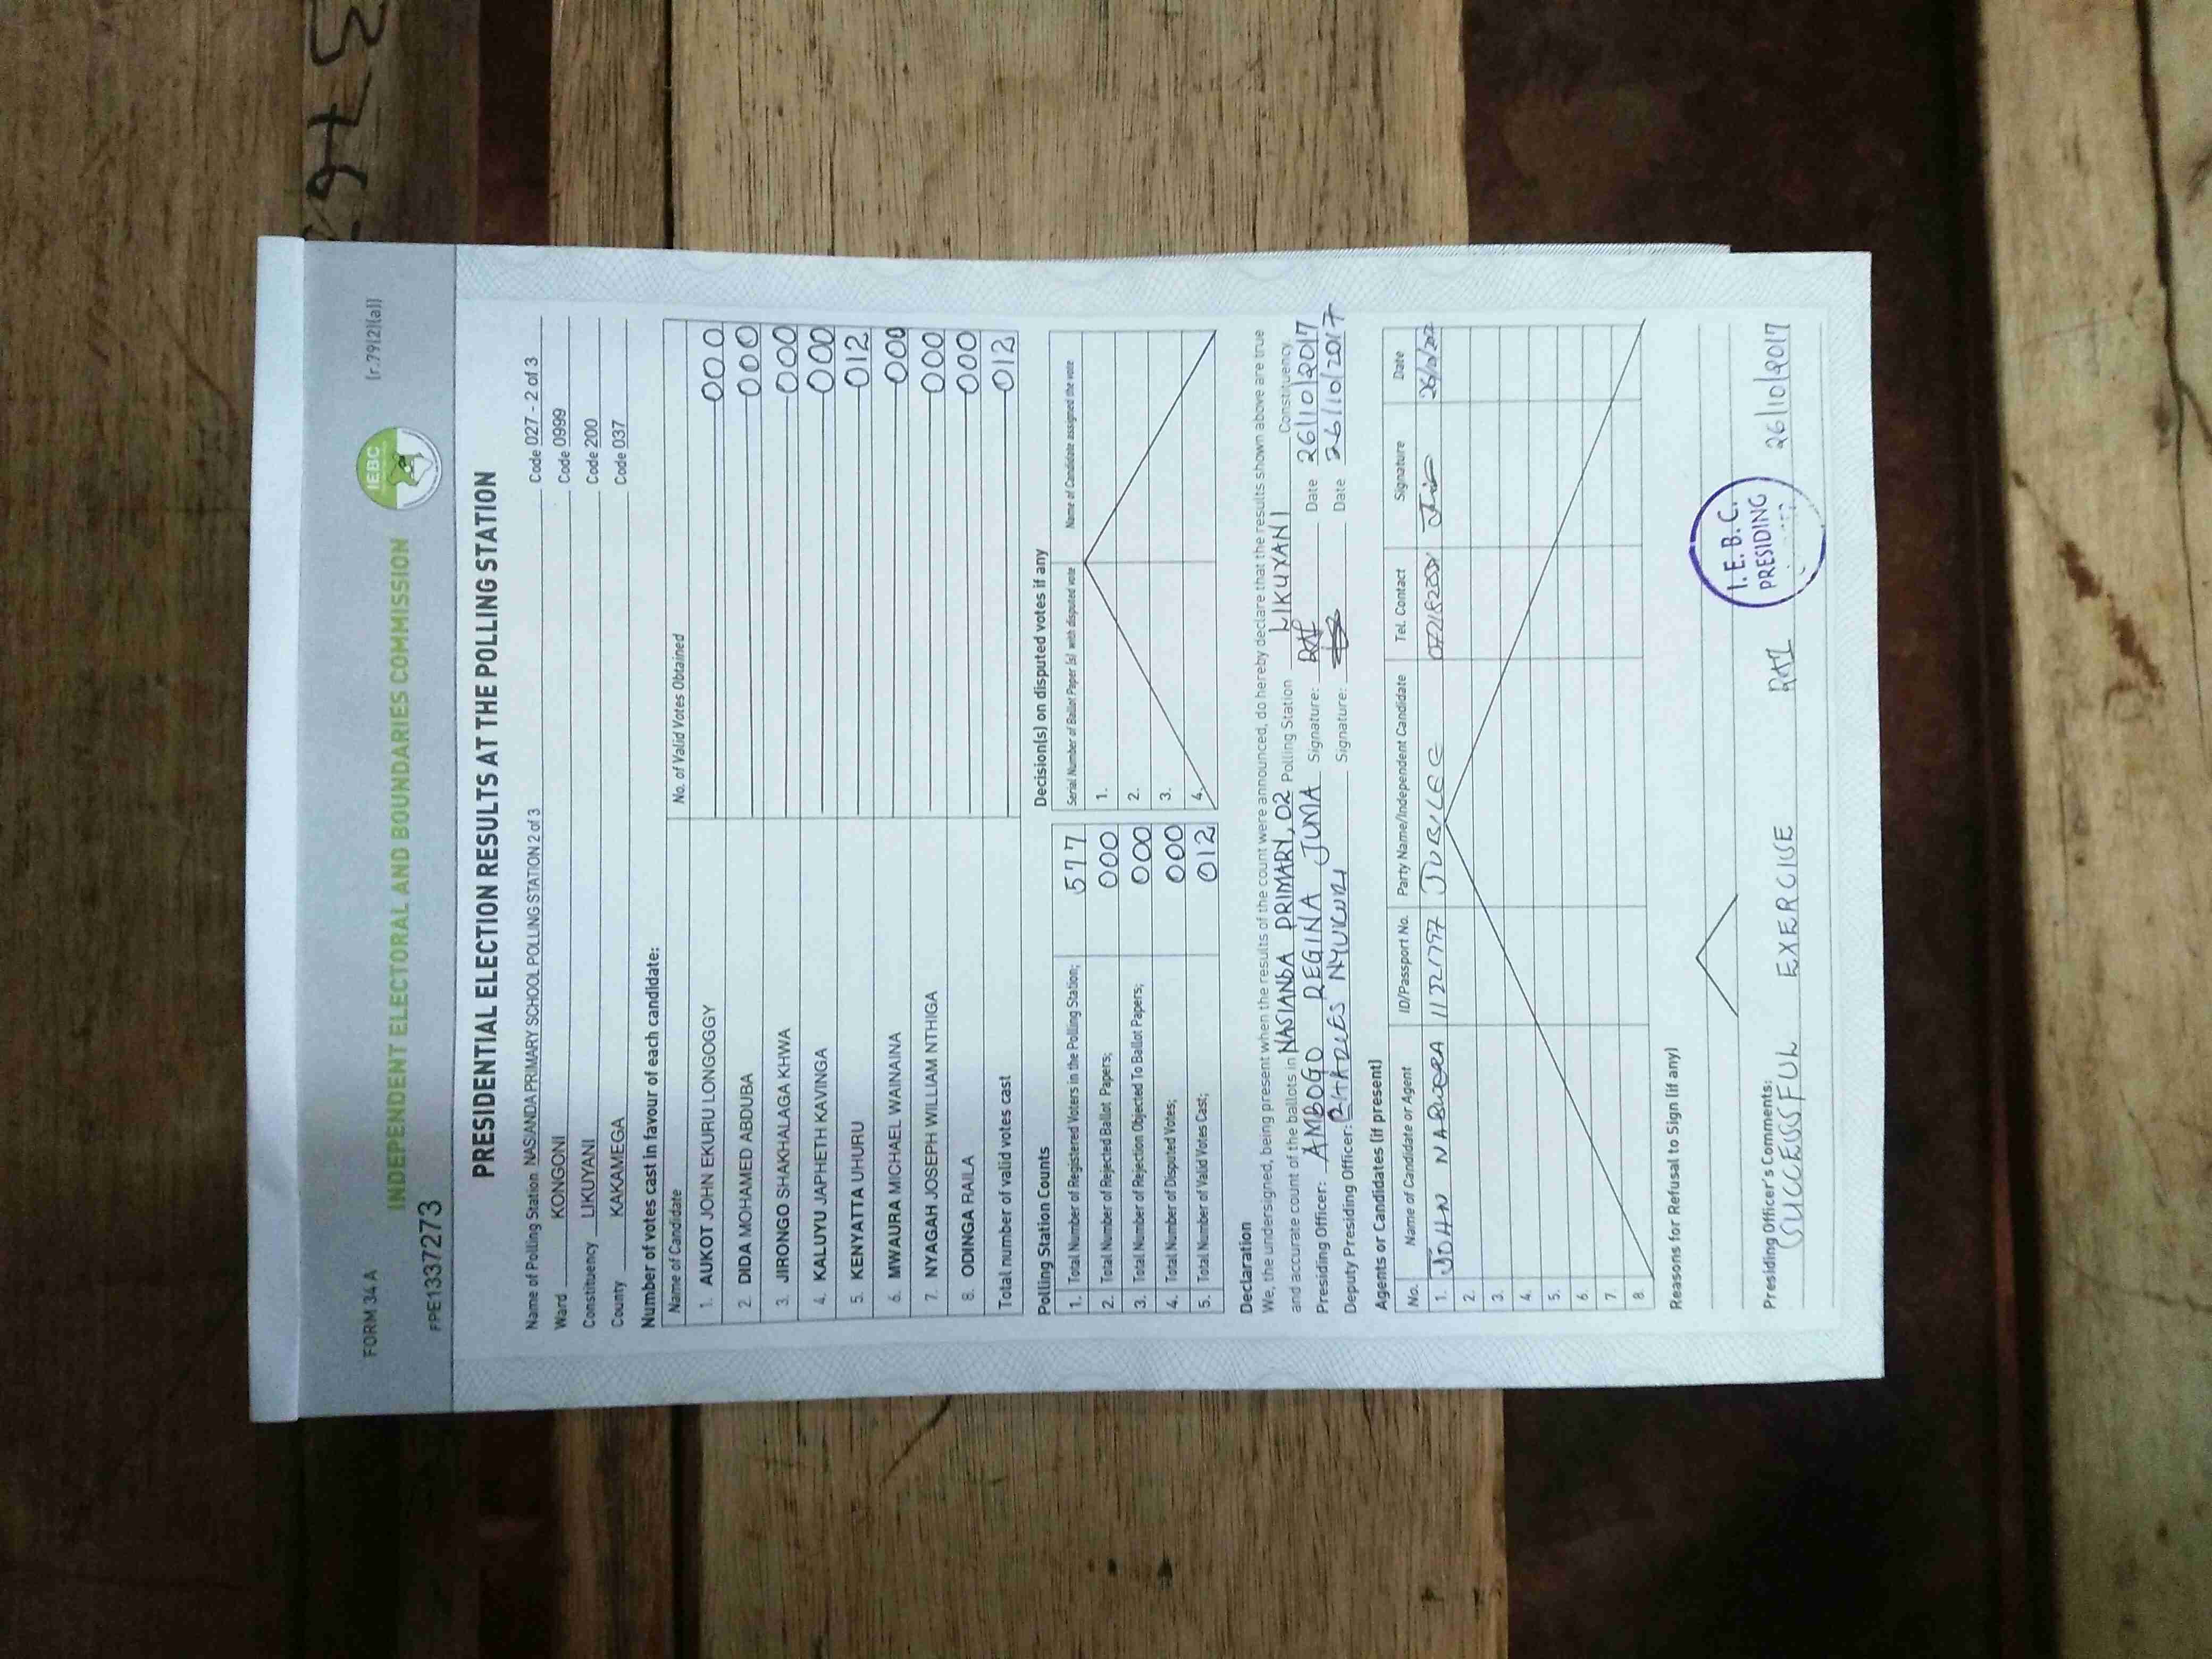 FORM 34 A
(r.79(2)(a))
INDEPENDENT ELECTORAL AND BOUNDARIES COMMISSION
IEBC
FPE1337273
PRESIDENTIAL ELECTION RESULTS AT THE POLLING STATION
Name of Polling Station NASIANDA PRIMARY SCHOOL POLLING STATION 2 of 3 Code 027 - 2 of 3
Ward KONGONI Code 0999
Constituency LIKUYANI Code 200
County KAKAMEGA Code 037
Number of votes cast in favour of each candidate:
Name of Candidate No. of Valid Votes Obtained
1. AUKOT JOHN EKURU LONGOGGY 000
2. DIDA MOHAMED ABDUBA 000
3. JIRONGO SHAKHALAGA KHWA 000
4. KALUYU JAPHETH KAVINGA 000
5. KENYATTA UHURU 012
6. MWAURA MICHAEL WAINAINA 000
7. NYAGAH JOSEPH WILLIAM NTHIGA 000
8. ODINGA RAILA 000
Total number of valid votes cast 012
Polling Station Counts
1. Total Number of Registered Voters in the Polling Station; 577
2. Total Number of Rejected Ballot Papers; 000
3. Total Number of Rejection Objected To Ballot Papers; 000
4. Total Number of Disputed Votes; 000
5. Total Number of Valid Votes Cast; 012
Decision(s) on disputed votes if any
Serial Number of Ballot Paper (s) with disputed vote Name of Candidate assigned the vote
1.
2.
3.
4.
Declaration
We, the undersigned, being present when the results of the count were announced, do hereby declare that the results shown above are true
and accurate count of the ballots in NASIANDA PRIMARY, 02 Polling Station LIKUYANI Constituency.
Presiding Officer: AMBOGO REGINA JUMA Signature: Date 26/10/2017
Deputy Presiding Officer: Signature: Date 26/10/2017
Agents or Candidates (if present)
No. Name of Candidate or Agent ID/Passport No. Party Name/Independent Candidate Tel. Contact Signature Date
1. JOHN 11221797 JUBILEE
2.
3.
4.
5.
6.
7.
8.
Reasons for Refusal to Sign (if any)
Presiding Officer's Comments:
SUCCESSFUL EXERCISE 26/10/2017
I.E.B.C.
PRESIDING